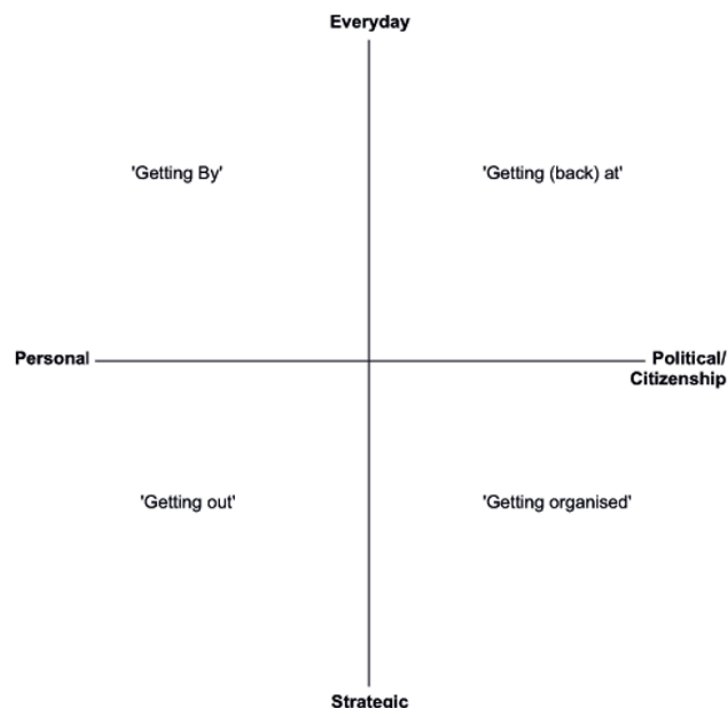 Everyday
'Getting By' 'Getting (back) at'
Personal Political/
Citizenship
'Getting out' 'Getting organised'
Strategic